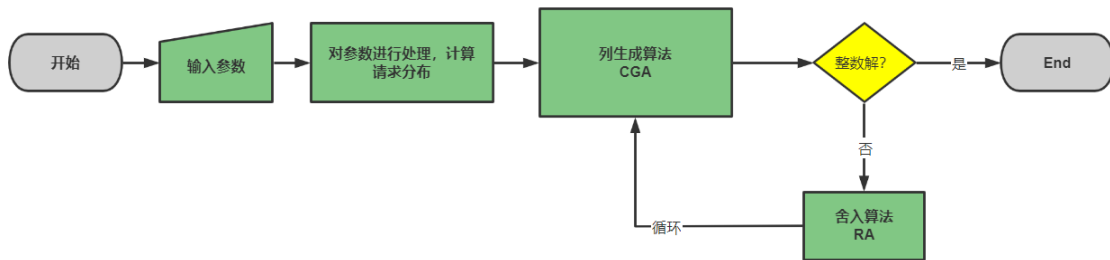 开始
输入参数
对参数进行处理，计算
请求分布
列生成算法
CGA
整数解?
是
End
否
舍入算法
RA
循环